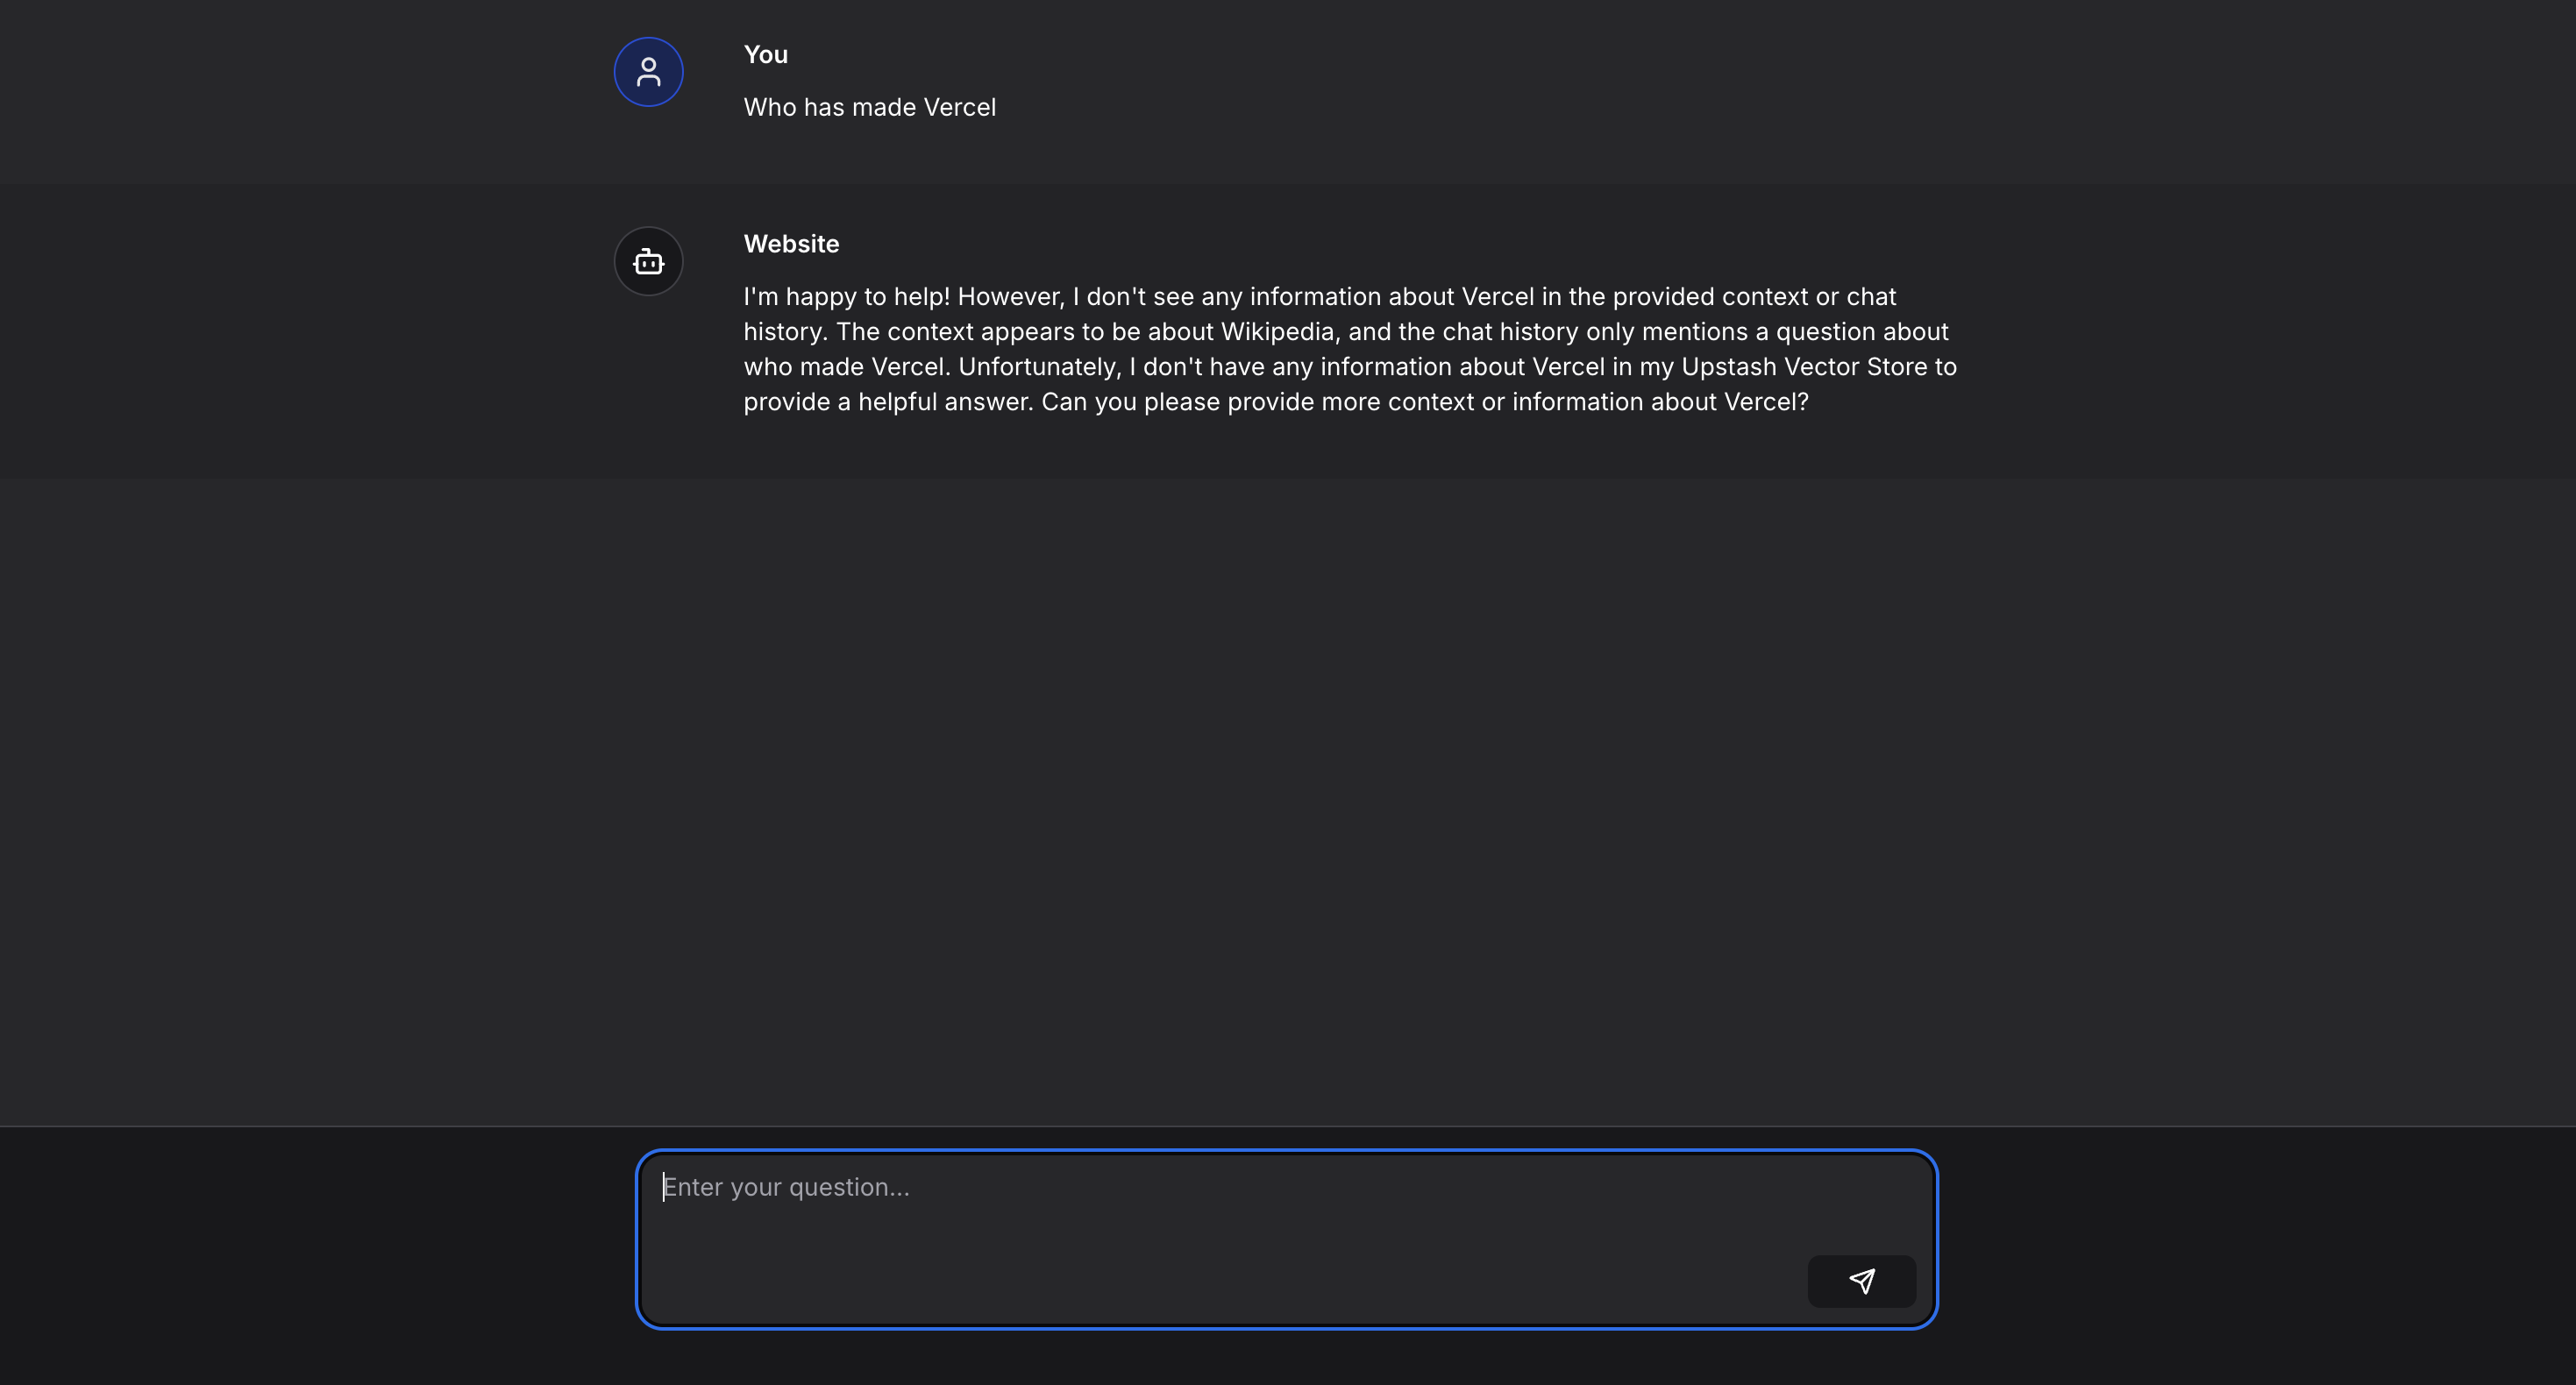 You
Who has made Vercel
Website
I'm happy to help! However, I don't see any information about Vercel in the provided context or chat
history. The context appears to be about Wikipedia, and the chat history only mentions a question about
who made Vercel. Unfortunately, I don't have any information about Vercel in my Upstash Vector Store to
provide a helpful answer. Can you please provide more context or information about Vercel?
Enter your question...